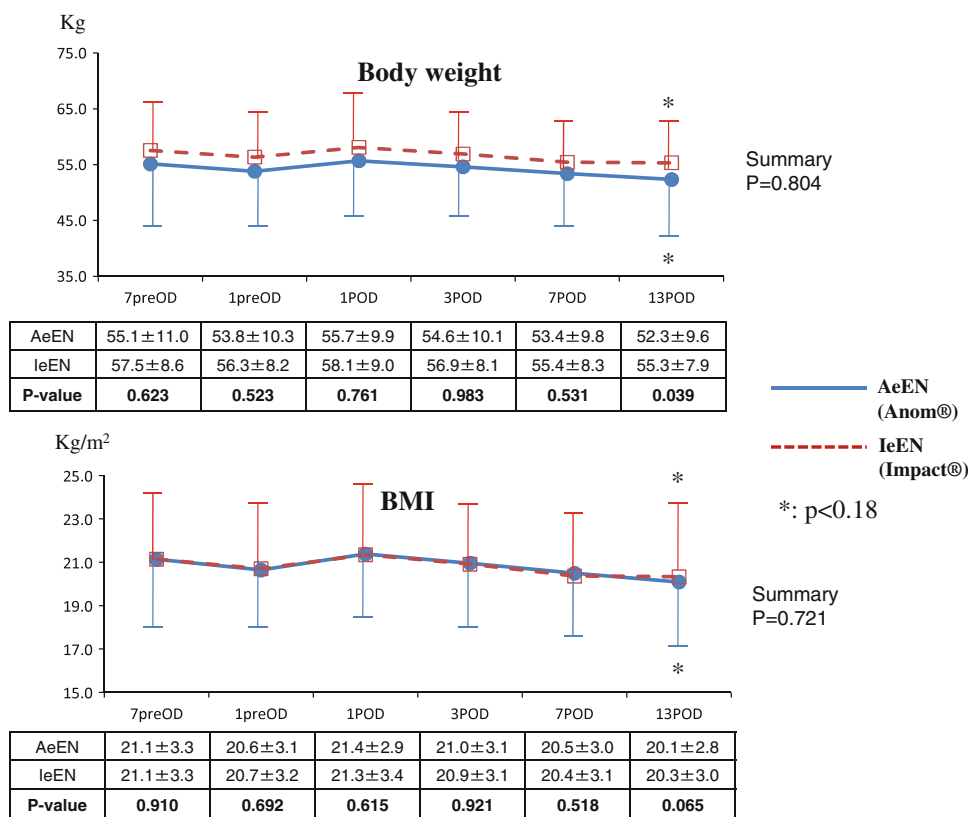 Kg
Body weight
75.0
65.0
55.0
45.0
35.0
* 
*
Summary
P=0.804
7preOD 1preOD 1POD 3POD 7POD 13POD
AeEN 55.1±11.0 53.8±10.3 55.7±9.9 54.6±10.1 53.4±9.8 52.3±9.6
IeEN 57.5±8.6 56.3±8.2 58.1±9.0 56.9±8.1 55.4±8.3 55.3±7.9
P-value 0.623 0.523 0.761 0.983 0.531 0.039
AeEN
(Anom®)
IeEN
(Impact®)
*: p<0.18
Kg/m²
BMI
25.0
23.0
21.0
19.0
17.0
15.0
*
*
Summary
P=0.721
7preOD 1preOD 1POD 3POD 7POD 13POD
AeEN 21.1±3.3 20.6±3.1 21.4±2.9 21.0±3.1 20.5±3.0 20.1±2.8
IeEN 21.1±3.3 20.7±3.2 21.3±3.4 20.9±3.1 20.4±3.1 20.3±3.0
P-value 0.910 0.692 0.615 0.921 0.518 0.065